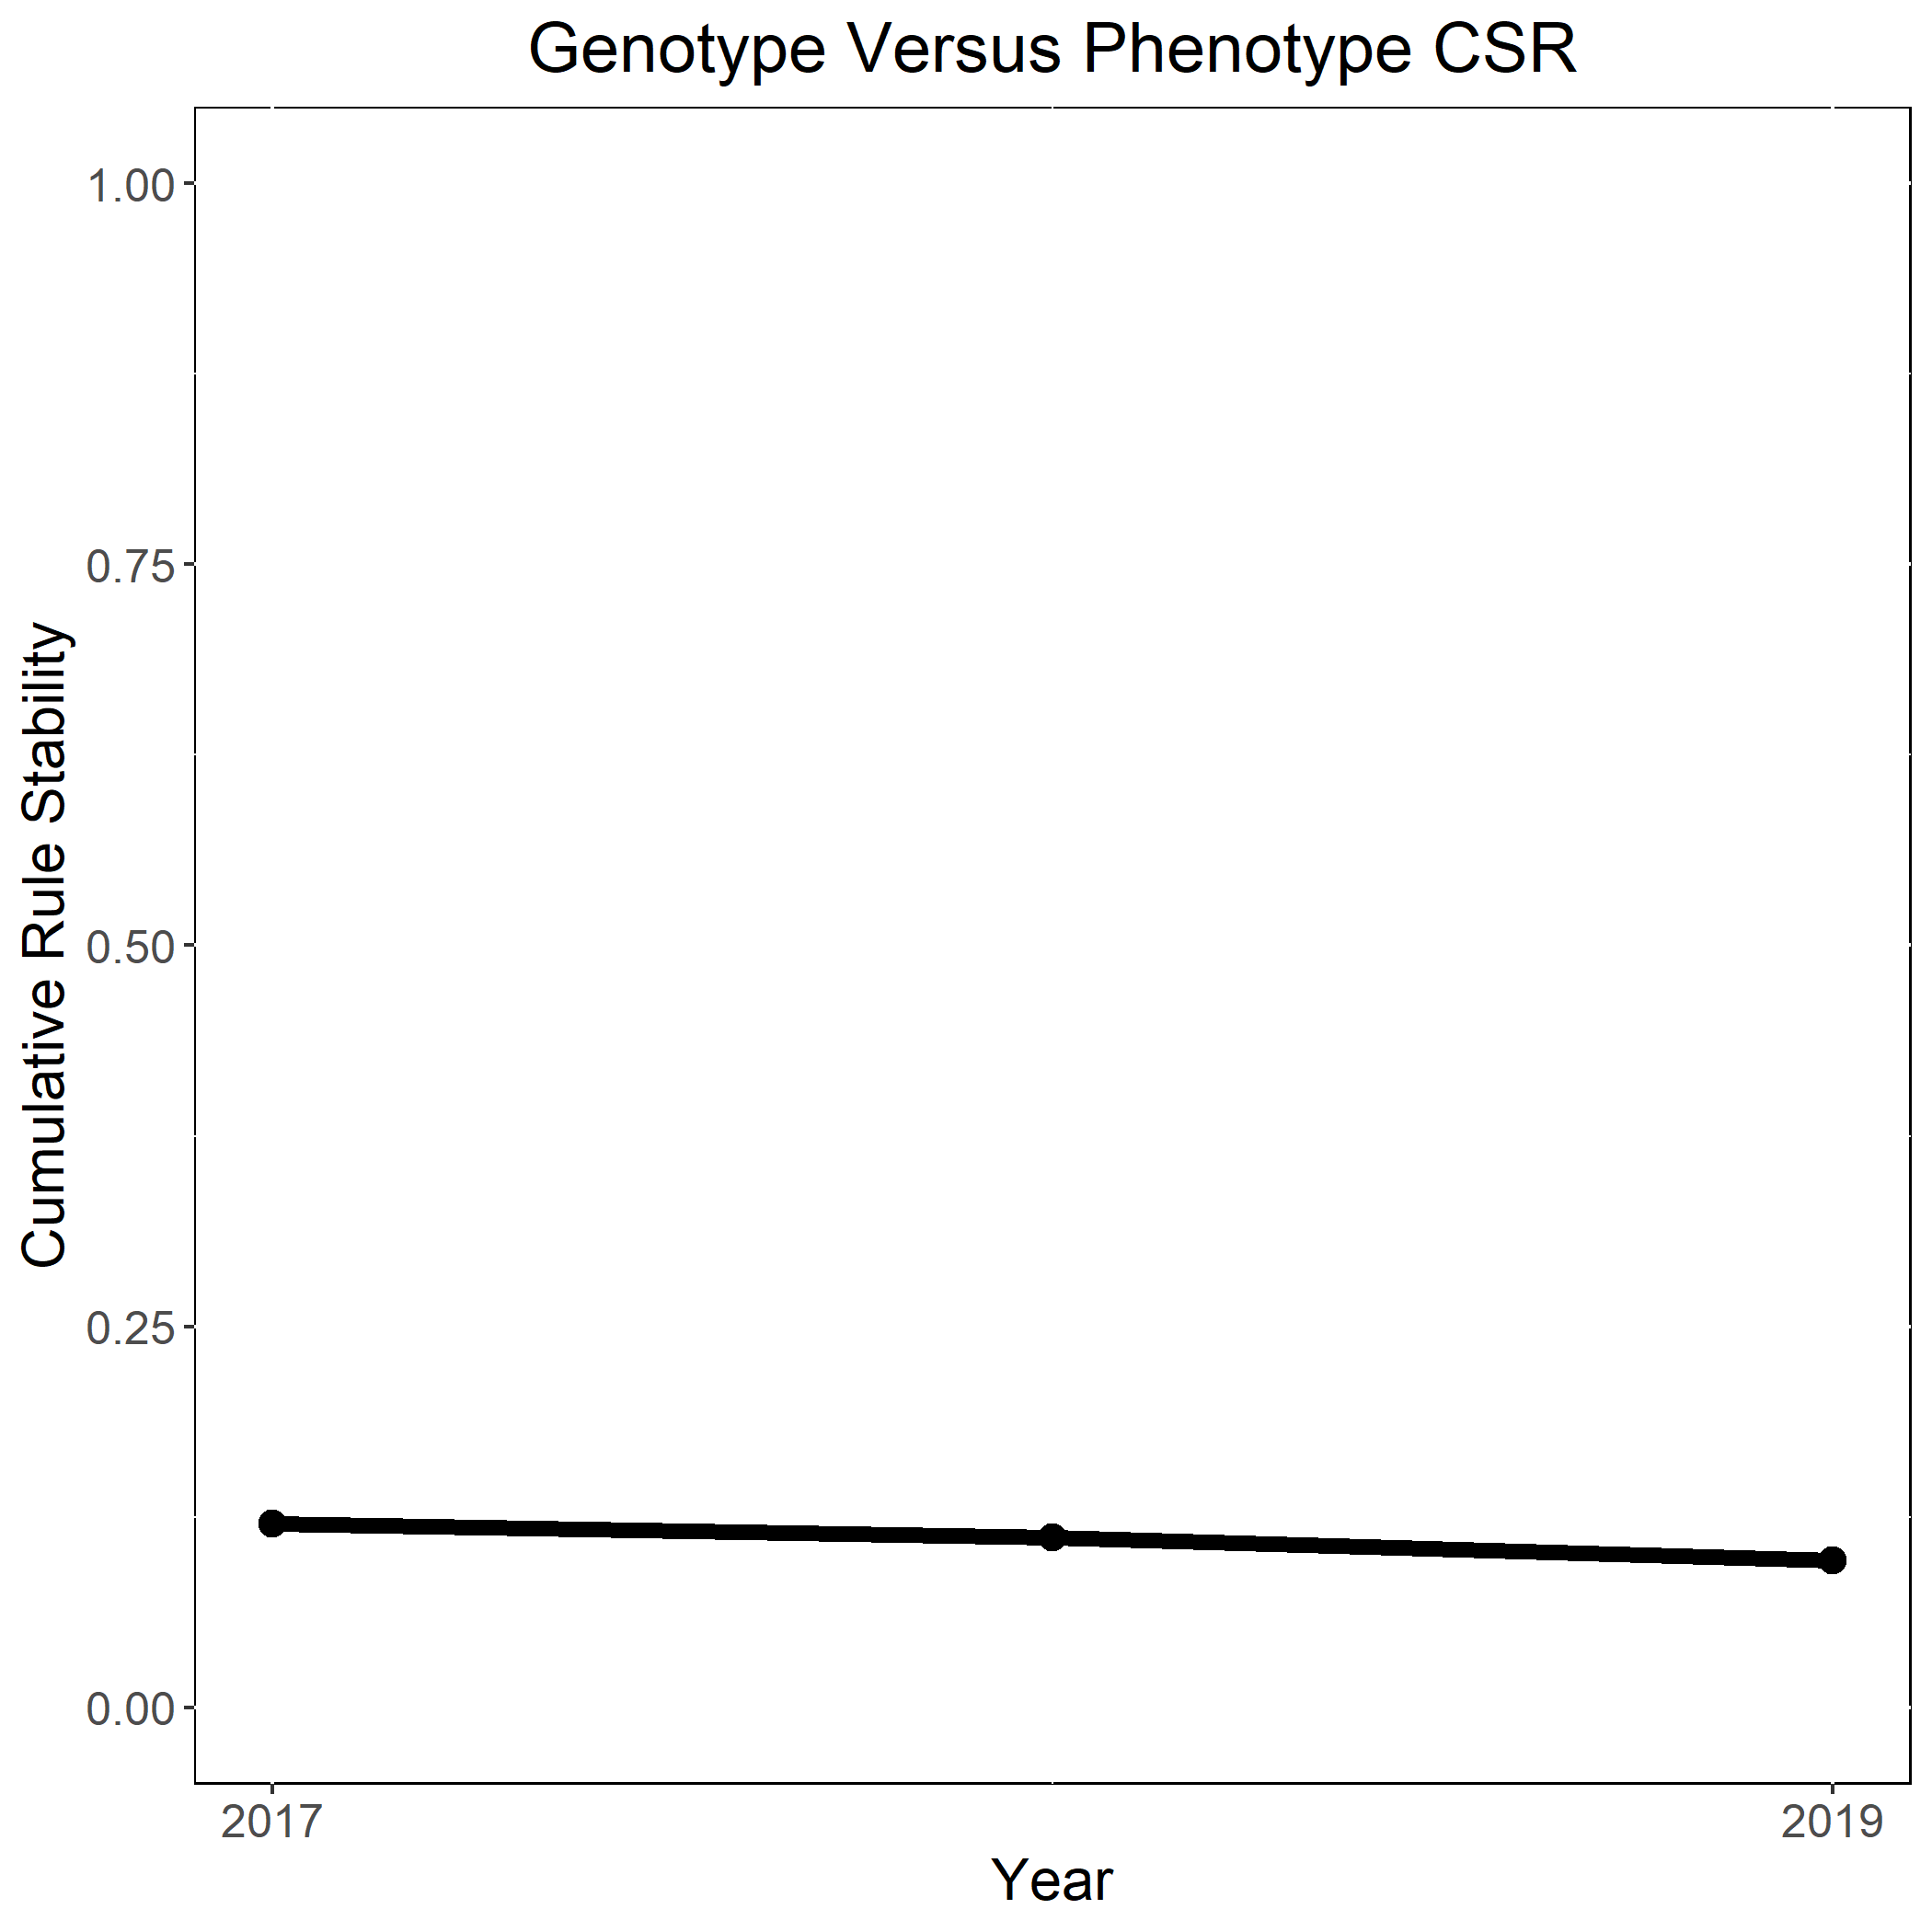 Genotype Versus Phenotype CSR
Cumulative Rule Stability
1.00
0.75
0.50
0.25
0.00
2017
2019
Year